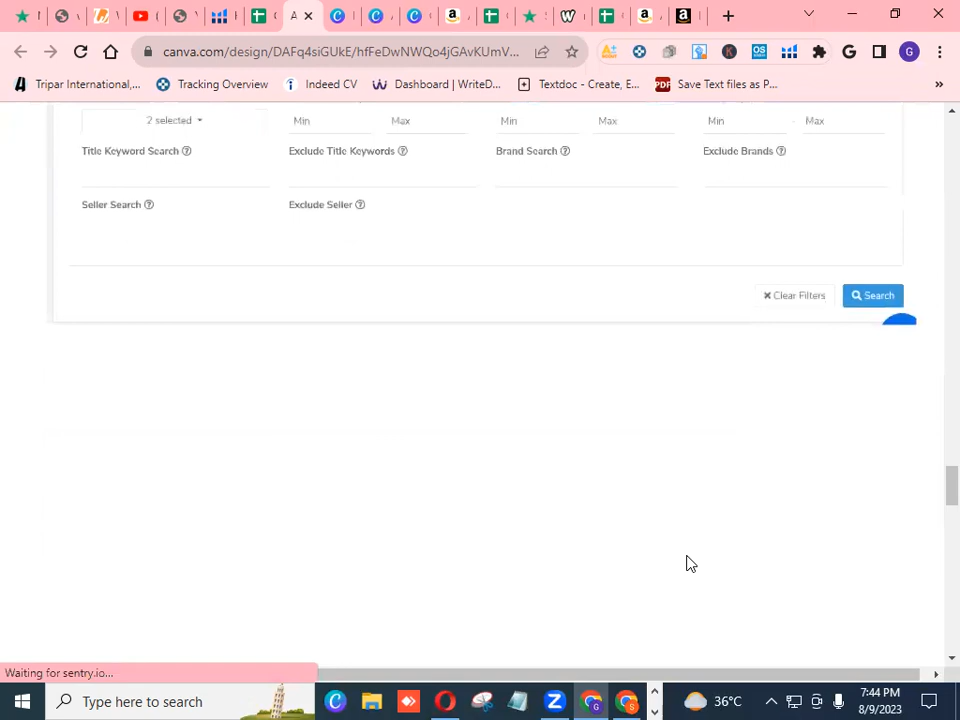 canva.com/design/DAFq4siGUkE/hfFeDwNWQo4jGAvKUmV...
G
Tripar International,... Tracking Overview Indeed CV Dashboard | WriteD... Textdoc - Create, E... PDF Save Text files as P... »
2 selected Min Max Min Max Min Max
Title Keyword Search Exclude Title Keywords Brand Search Exclude Brands
Seller Search Exclude Seller
Clear Filters Search
Waiting for sentry.io...
Type here to search 36°C 7:44 PM
8/9/2023